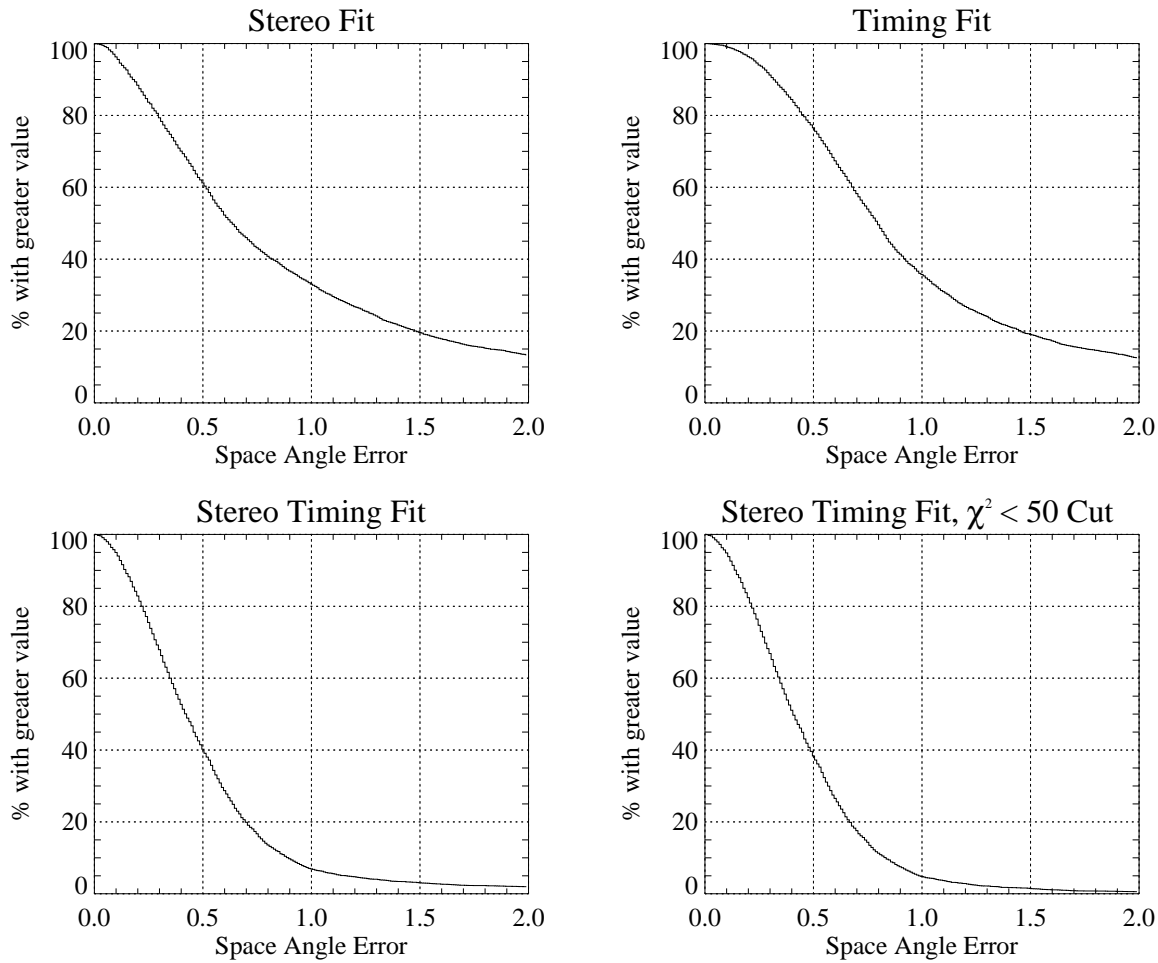 Stereo Fit
100
80
60
40
20
0
% with greater value
0.0 0.5 1.0 1.5 2.0
Space Angle Error
Timing Fit
100
80
60
40
20
0
% with greater value
0.0 0.5 1.0 1.5 2.0
Space Angle Error
Stereo Timing Fit
100
80
60
40
20
0
% with greater value
0.0 0.5 1.0 1.5 2.0
Space Angle Error
Stereo Timing Fit, χ² < 50 Cut
100
80
60
40
20
0
% with greater value
0.0 0.5 1.0 1.5 2.0
Space Angle Error